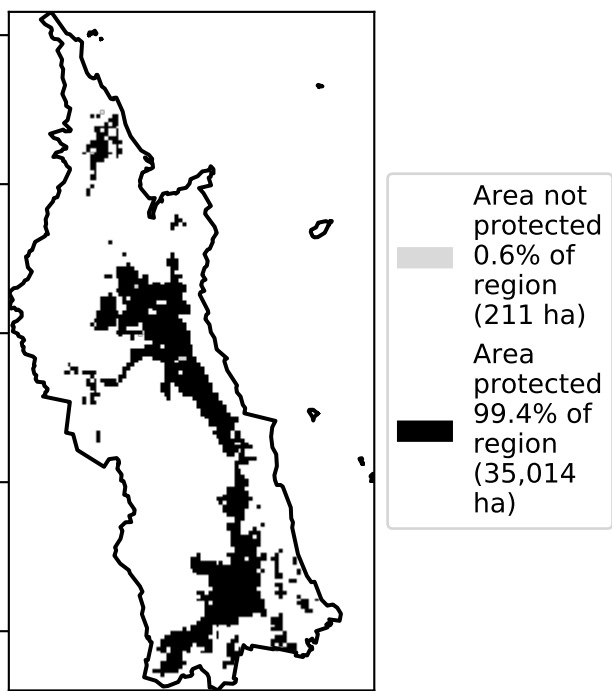 Area not
protected
0.6% of
region
(211 ha)
Area
protected
99.4% of
region
(35,014
ha)